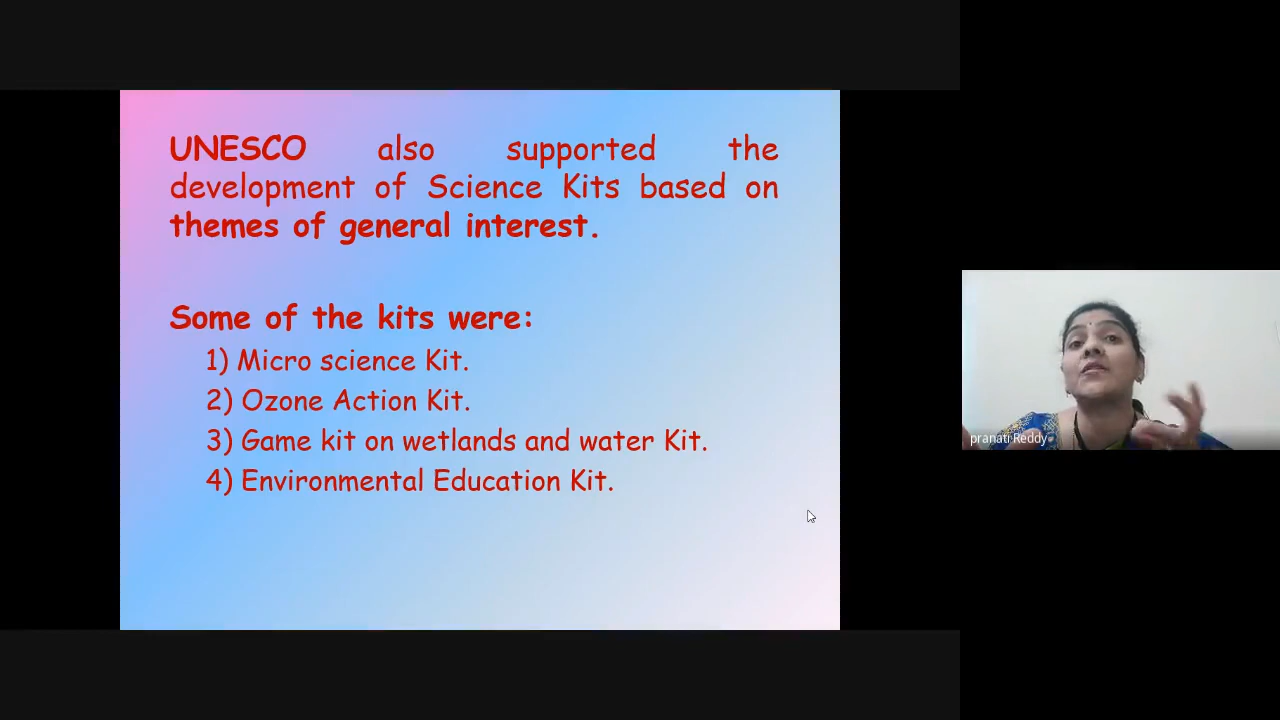 UNESCO also supported the
development of Science Kits based on
themes of general interest.
Some of the kits were:
1) Micro science Kit.
2) Ozone Action Kit.
3) Game kit on wetlands and water Kit.
4) Environmental Education Kit.
pranati Reddy